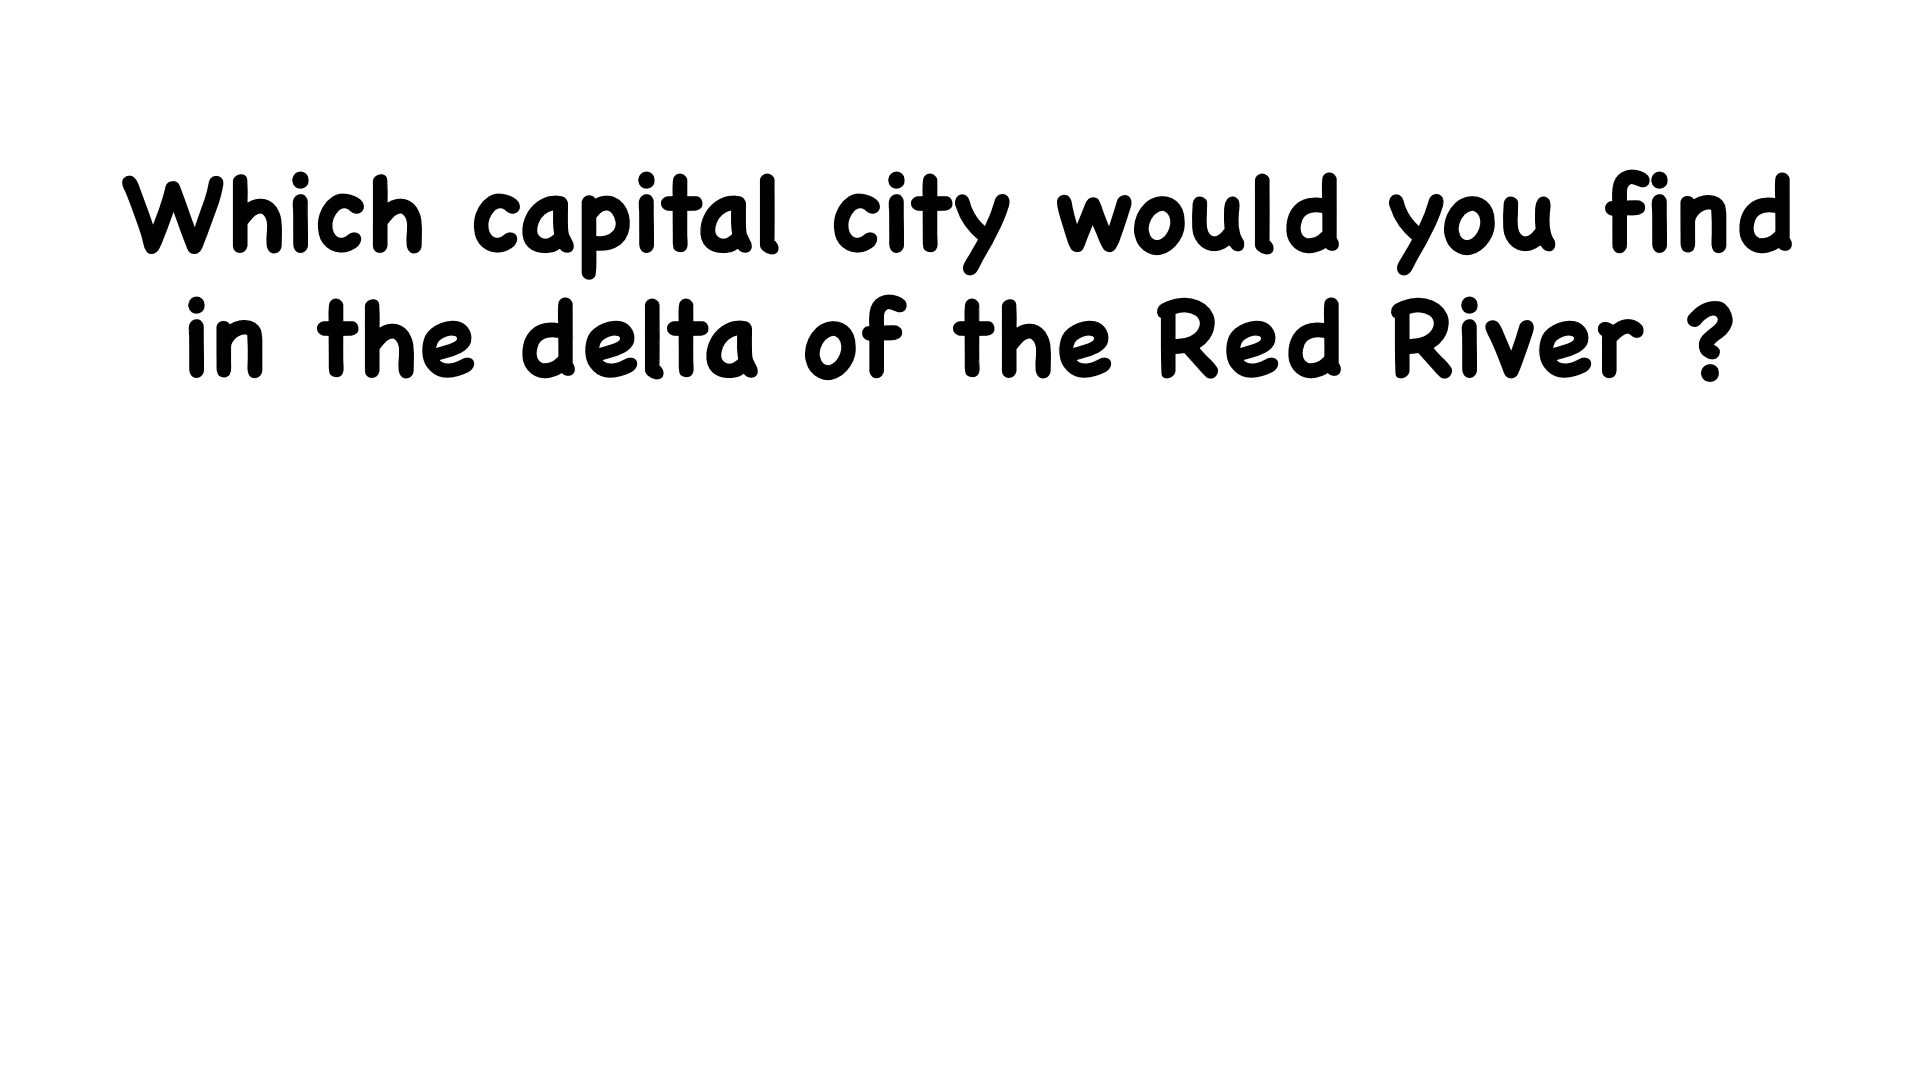 Which capital city would you find
in the delta of the Red River ?